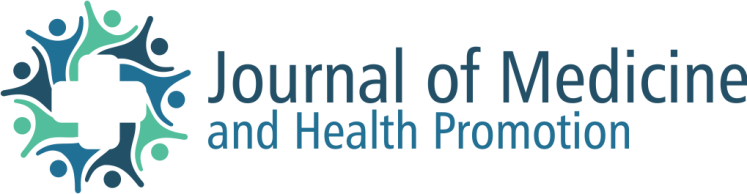 Journal of Medicine
and Health Promotion